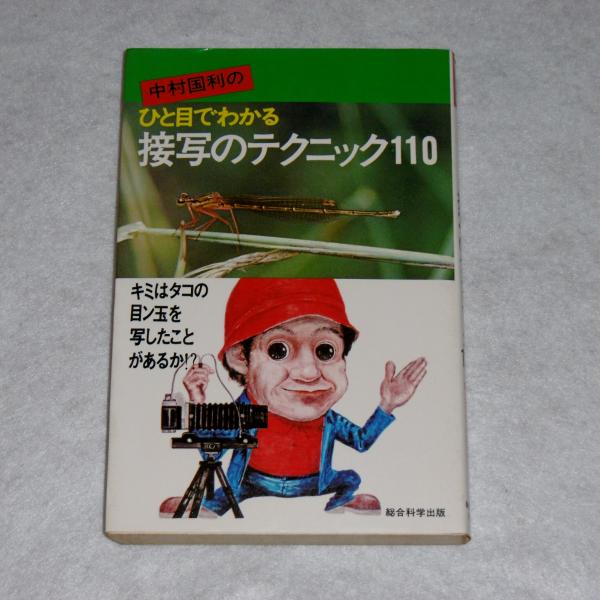 中村国利の
ひと目でわかる
接写のテクニック110
キミはタコの
目ン玉を
写したこと
があるか!?
総合科学出版